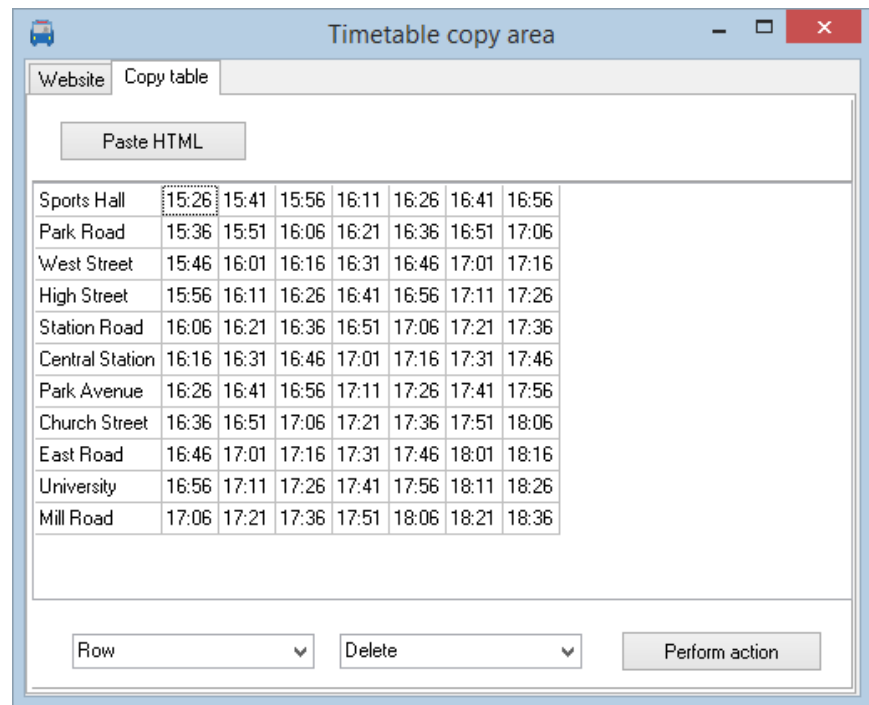 Timetable copy area
Website Copy table
Paste HTML
Sports Hall 15:26 15:41 15:56 16:11 16:26 16:41 16:56
Park Road 15:36 15:51 16:06 16:21 16:36 16:51 17:06
West Street 15:46 16:01 16:16 16:31 16:46 17:01 17:16
High Street 15:56 16:11 16:26 16:41 16:56 17:11 17:26
Station Road 16:06 16:21 16:36 16:51 17:06 17:21 17:36
Central Station 16:16 16:31 16:46 17:01 17:16 17:31 17:46
Park Avenue 16:26 16:41 16:56 17:11 17:26 17:41 17:56
Church Street 16:36 16:51 17:06 17:21 17:36 17:51 18:06
East Road 16:46 17:01 17:16 17:31 17:46 18:01 18:16
University 16:56 17:11 17:26 17:41 17:56 18:11 18:26
Mill Road 17:06 17:21 17:36 17:51 18:06 18:21 18:36
Row Delete Perform action